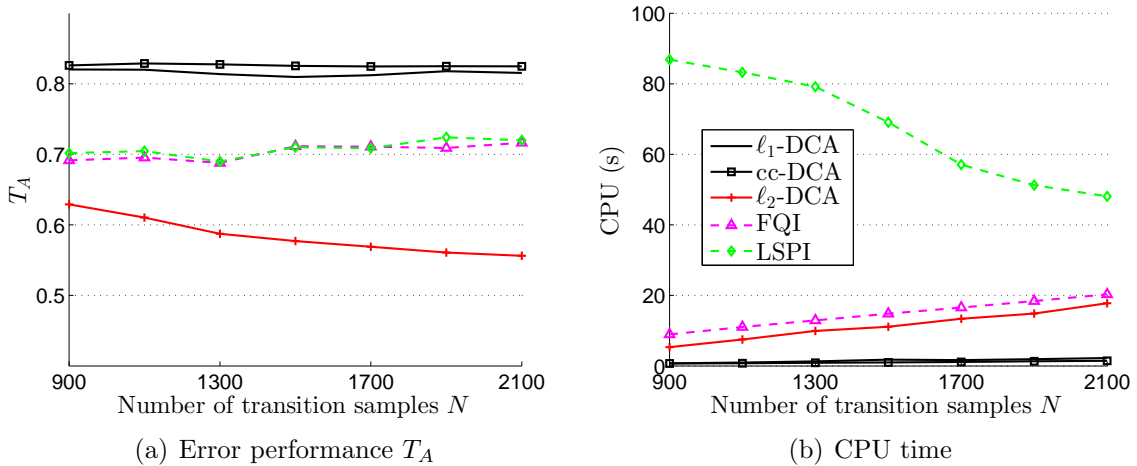 0.8
0.7
0.6
0.5
T_A
900
1300
1700
2100
Number of transition samples N
(a) Error performance T_A
100
80
60
40
20
0
CPU (s)
ℓ₁-DCA
cc-DCA
ℓ₂-DCA
FQI
LSPI
900
1300
1700
2100
Number of transition samples N
(b) CPU time